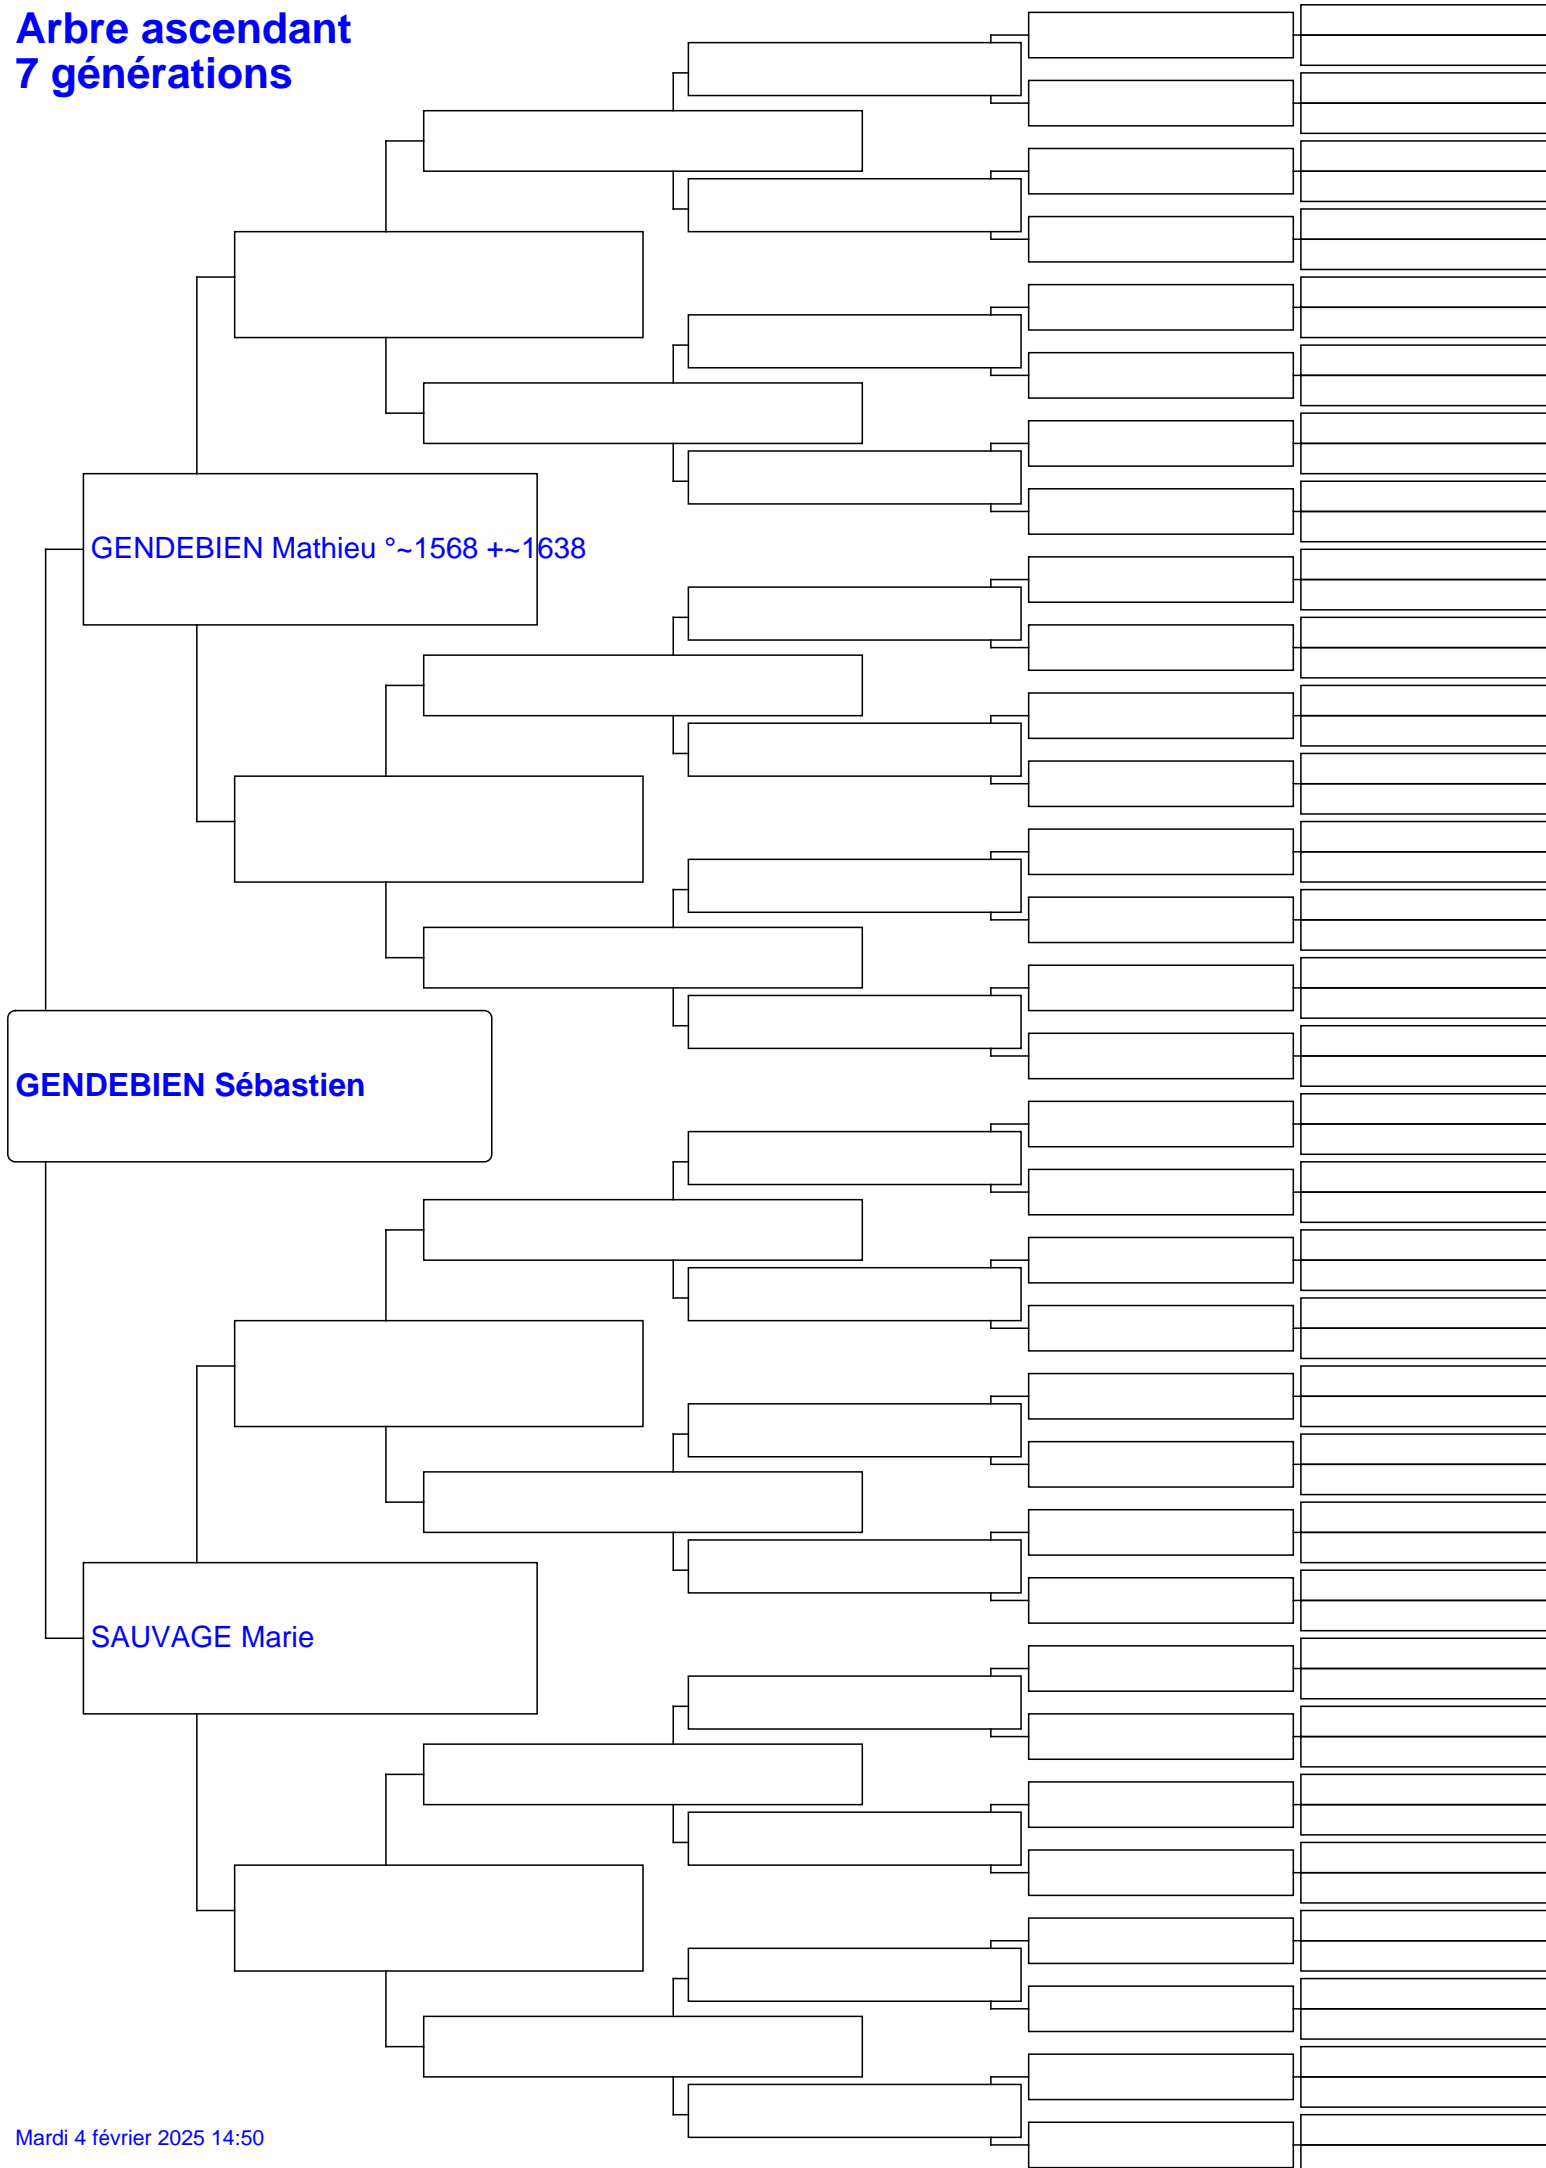 Arbre ascendant
7 générations
GENDEBIEN Mathieu °~1568 +~1638
GENDEBIEN Sébastien
SAUVAGE Marie
Mardi 4 février 2025 14:50